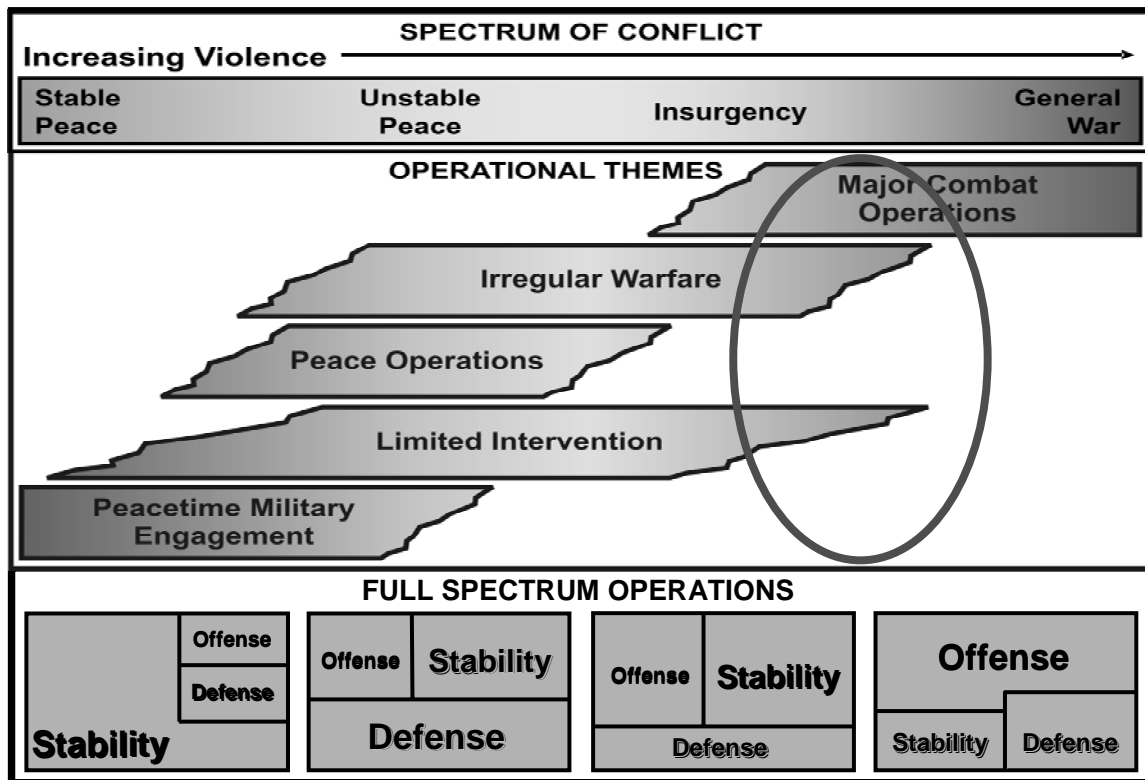 SPECTRUM OF CONFLICT
Increasing Violence
Stable
Peace
Unstable
Peace
Insurgency
General
War
OPERATIONAL THEMES
Major Combat
Operations
Irregular Warfare
Peace Operations
Limited Intervention
Peacetime Military
Engagement
FULL SPECTRUM OPERATIONS
Offense
Defense
Stability
Offense
Stability
Defense
Offense
Stability
Defense
Offense
Stability
Defense